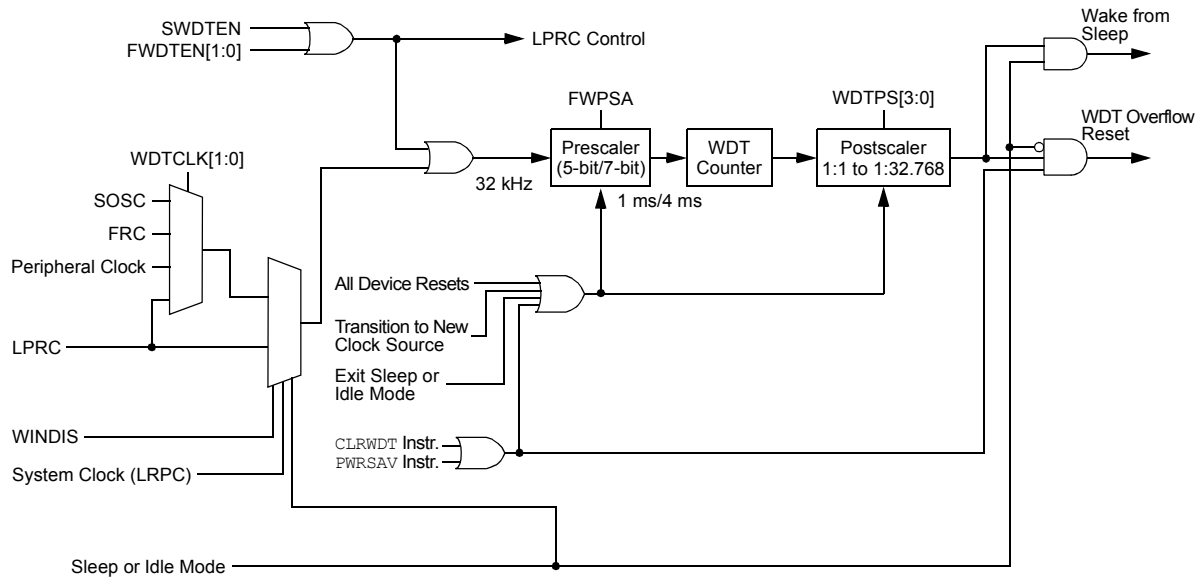 SWDTEN
FWDTEN[1:0]
LPRC Control
Wake from
Sleep
FWPSA
WDTPS[3:0]
WDT Overflow
Reset
Prescaler
(5-bit/7-bit)
WDT
Counter
Postscaler
1:1 to 1:32.768
WDTCLK[1:0]
32 kHz
1 ms/4 ms
SOSC
FRC
Peripheral Clock
LPRC
All Device Resets
Transition to New
Clock Source
Exit Sleep or
Idle Mode
WINDIS
CLRWDT Instr.
PWRSAV Instr.
System Clock (LRPC)
Sleep or Idle Mode